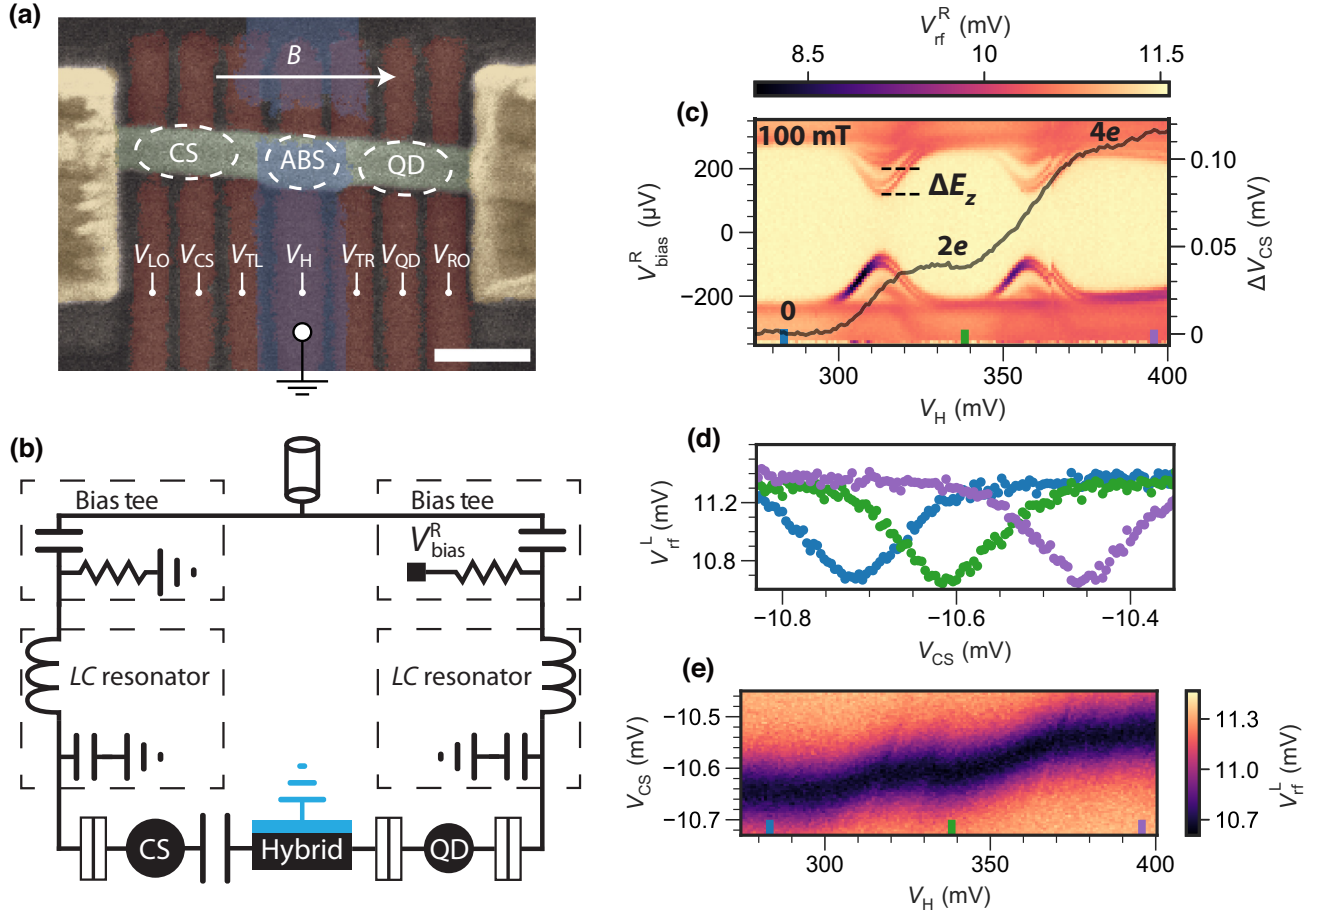 (a)
B
CS
ABS
QD
V_LO
V_CS
V_TL
V_H
V_TR
V_QD
V_RO
(b)
Bias tee
Bias tee
V^R_bias
LC resonator
LC resonator
CS
Hybrid
QD
V^R_rf (mV)
8.5 10 11.5
(c)
100 mT
4e
ΔE_z
2e
0
200
0
−200
V^R_bias (µV)
0.10
0.05
0
ΔV_CS (mV)
300 350 400
V_H (mV)
(d)
11.2
10.8
V^L_rf (mV)
−10.8 −10.6 −10.4
V_CS (mV)
(e)
−10.5
−10.6
−10.7
V_CS (mV)
300 350 400
V_H (mV)
11.3
11.0
10.7
V^L_rf (mV)